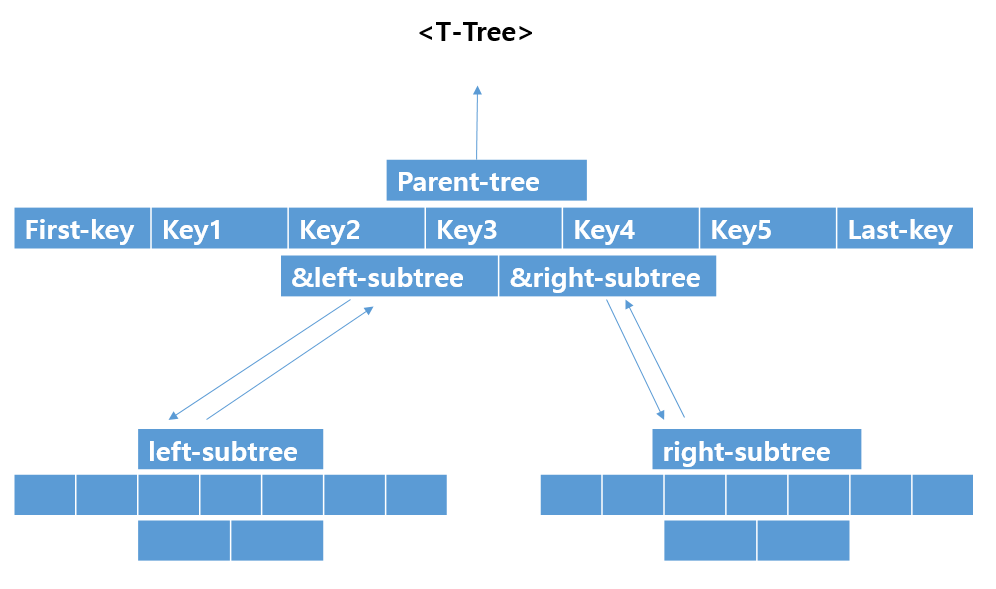 <T-Tree>
Parent-tree
First-key Key1 Key2 Key3 Key4 Key5 Last-key
&left-subtree &right-subtree
left-subtree right-subtree